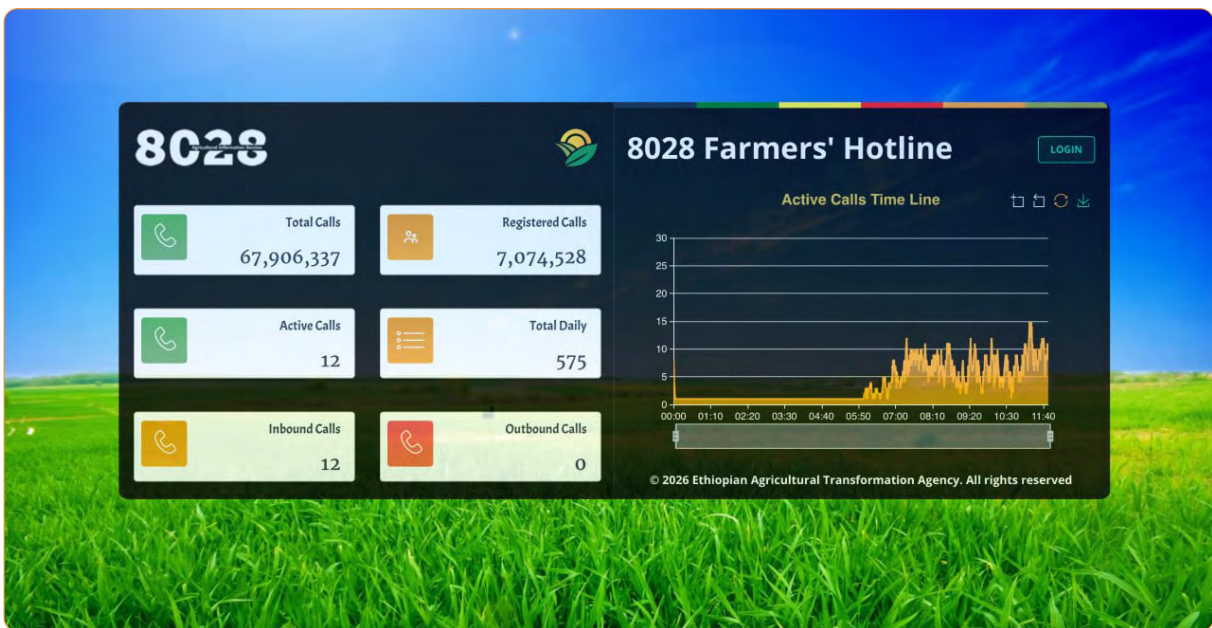 8028
Agricultural Information Service
Total Calls
67,906,337
Registered Calls
7,074,528
Active Calls
12
Total Daily
575
Inbound Calls
12
Outbound Calls
0
8028 Farmers' Hotline
LOGIN
Active Calls Time Line
30
25
20
15
10
5
0
00:00 01:10 02:20 03:30 04:40 05:50 07:00 08:10 09:20 10:30 11:40
© 2026 Ethiopian Agricultural Transformation Agency. All rights reserved